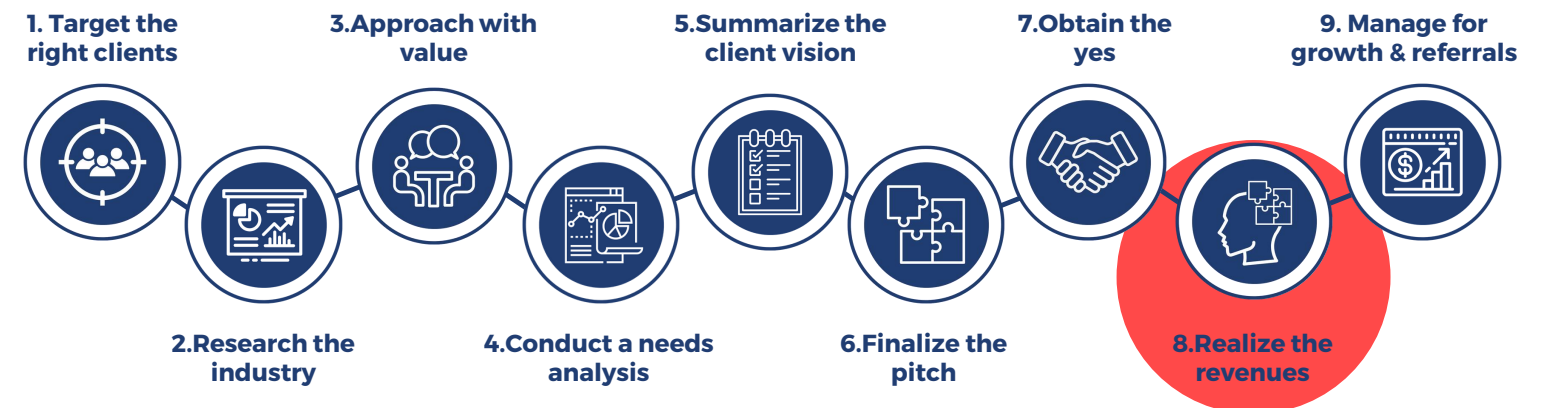 1. Target the
right clients
2.Research the
industry
3.Approach with
value
4.Conduct a needs
analysis
5.Summarize the
client vision
6.Finalize the
pitch
7.Obtain the
yes
8.Realize the
revenues
9. Manage for
growth & referrals